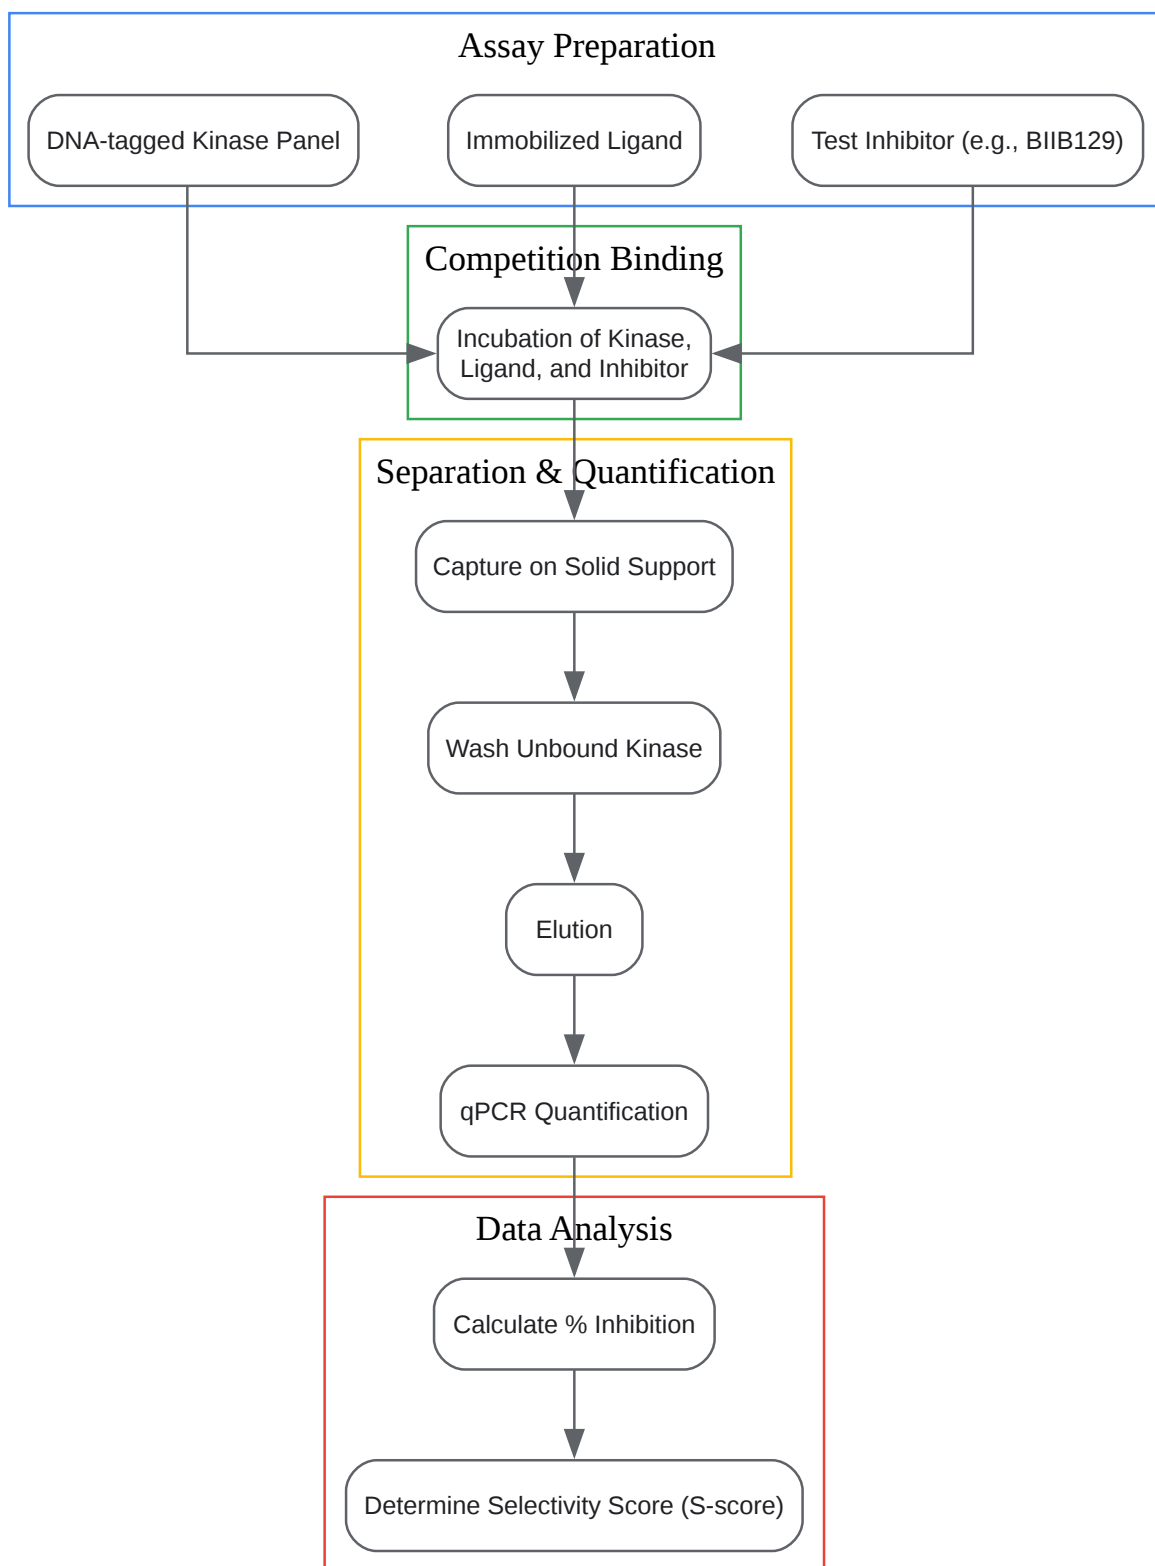 Assay Preparation
DNA-tagged Kinase Panel
Immobilized Ligand
Test Inhibitor (e.g., BIIB129)
Competition Binding
Incubation of Kinase,
Ligand, and Inhibitor
Separation & Quantification
Capture on Solid Support
Wash Unbound Kinase
Elution
qPCR Quantification
Data Analysis
Calculate % Inhibition
Determine Selectivity Score (S-score)